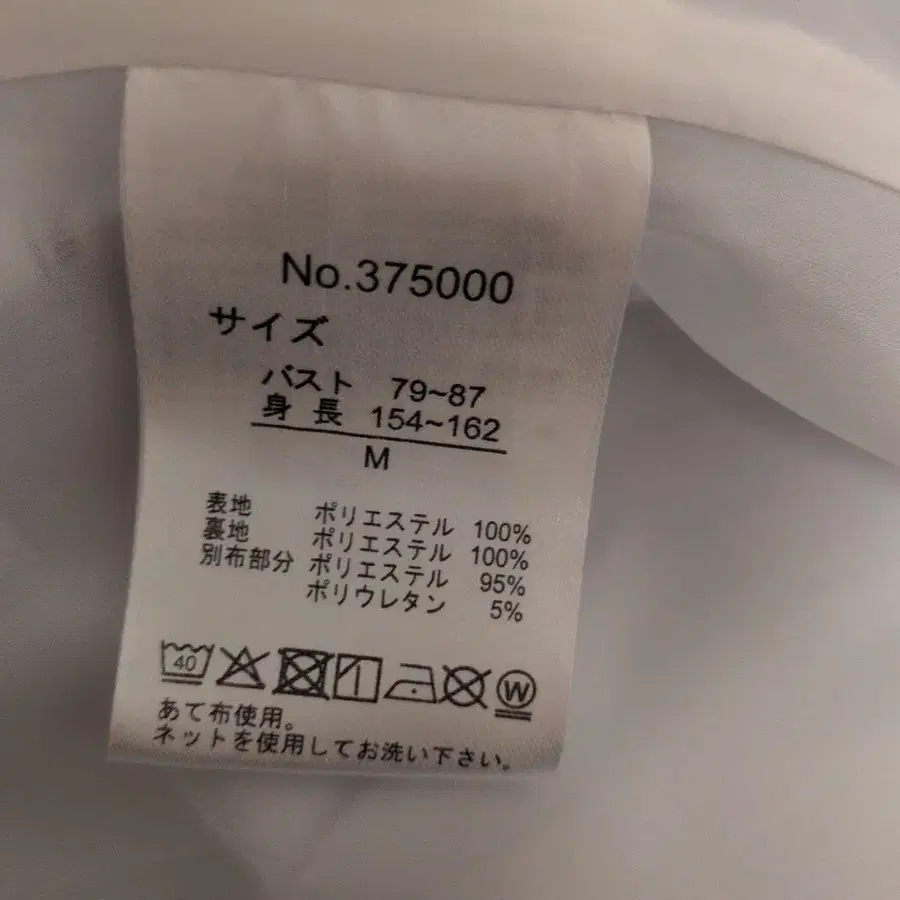 No.375000
サイズ
バスト 79~87
身 長 154~162
M
表地 ポリエステル 100%
裏地 ポリエステル 100%
別布部分 ポリエステル 95%
ポリウレタン 5%
40
W
あて布使用。
ネットを使用してお洗い下さい。